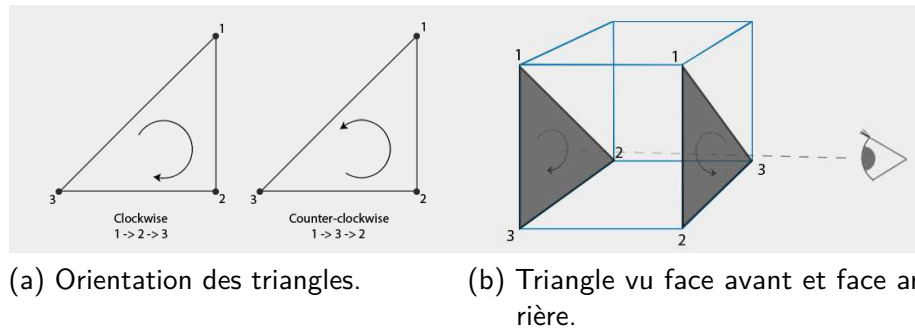 1
3
2
Clockwise
1 -> 2 -> 3
1
3
2
Counter-clockwise
1 -> 3 -> 2
1
1
2
3
3
2
(a) Orientation des triangles.
(b) Triangle vu face avant et face ar
rière.